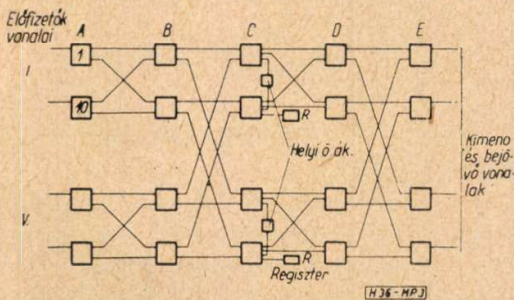 Előfizetők
vonalai
A B C D E
I
1
10
R
Helyi ö ák.
Kimenő
és bejö-
vő vona-
lak
V.
R
Regiszter
H 36 - MP 3